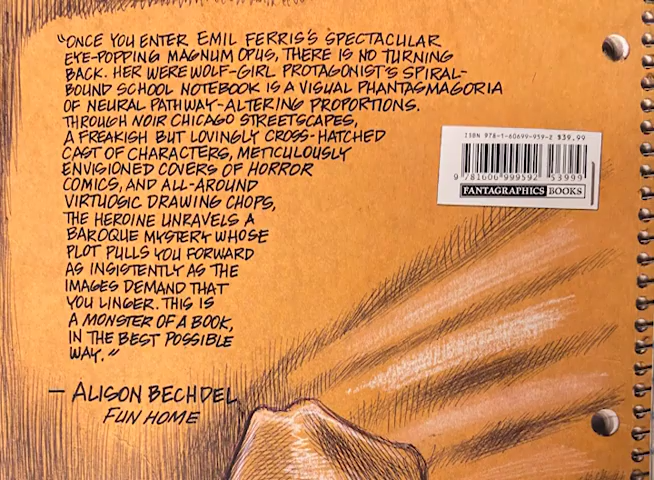 "ONCE YOU ENTER EMIL FERRIS'S SPECTACULAR
EYE-POPPING MAGNUM OPUS, THERE IS NO TURNING
BACK. HER WEREWOLF-GIRL PROTAGONIST'S SPIRAL-
BOUND SCHOOL NOTEBOOK IS A VISUAL PHANTASMAGORIA
OF NEURAL PATHWAY-ALTERING PROPORTIONS.
THROUGH NOIR CHICAGO STREETSCAPES,
A FREAKISH BUT LOVINGLY CROSS-HATCHED
CAST OF CHARACTERS, METICULOUSLY
ENVISIONED COVERS OF HORROR
COMICS, AND ALL-AROUND
VIRTUOSIC DRAWING CHOPS,
THE HEROINE UNRAVELS A
BAROQUE MYSTERY WHOSE
PLOT PULLS YOU FORWARD
AS INSISTENTLY AS THE
IMAGES DEMAND THAT
YOU LINGER. THIS IS
A MONSTER OF A BOOK,
IN THE BEST POSSIBLE
WAY."
— ALISON BECHDEL
FUN HOME
ISBN 978-1-60699-959-2 $39.99
9 781606 999592 53999
FANTAGRAPHICS BOOKS